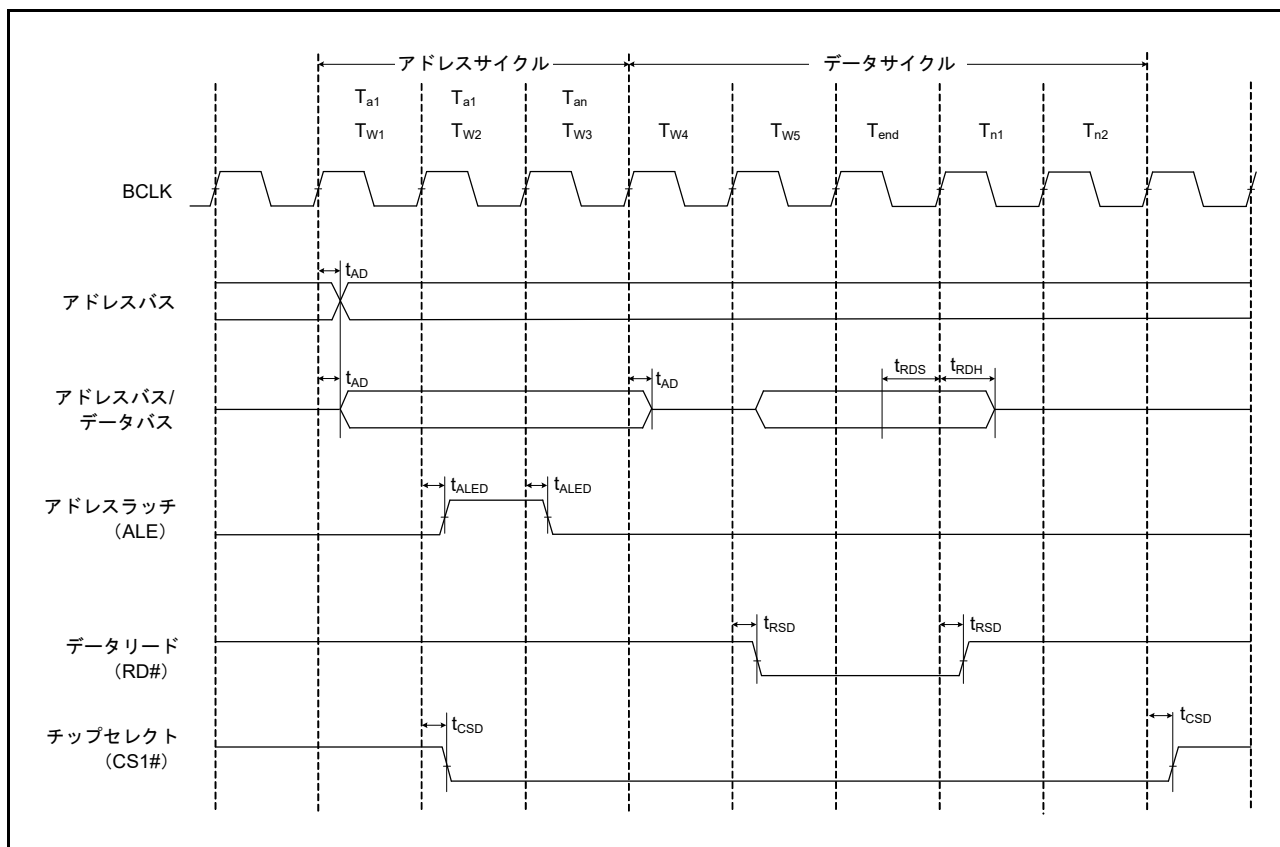 アドレスサイクル データサイクル
Ta1 Ta1 Tan
TW1 TW2 TW3 TW4 TW5 Tend Tn1 Tn2
BCLK
tAD
アドレスバス
tAD tAD tRDS tRDH
アドレスバス/
データバス
tALED tALED
アドレスラッチ
（ALE）
tRSD tRSD
データリード
（RD#）
tCSD tCSD
チップセレクト
（CS1#）